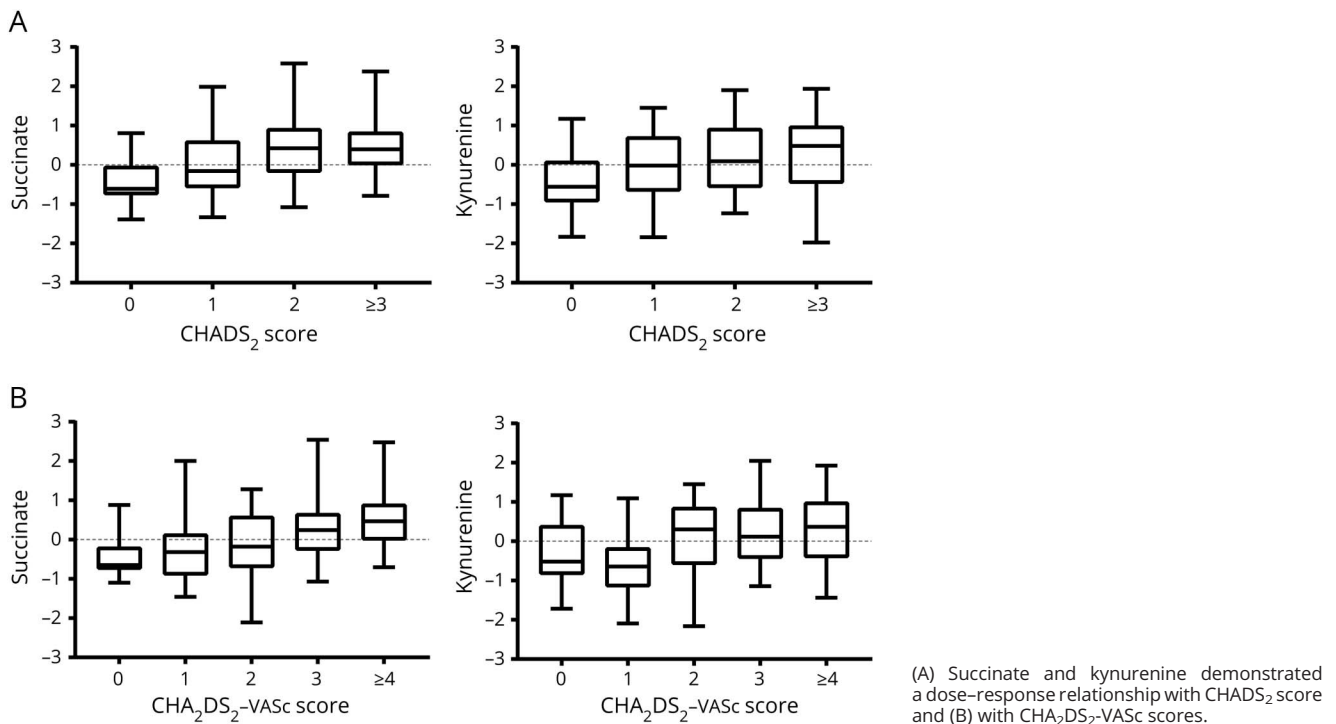 A
3
2
1
0
–1
–2
–3
Succinate
0 1 2 ≥3
CHADS₂ score
3
2
1
0
–1
–2
–3
Kynurenine
0 1 2 ≥3
CHADS₂ score
B
3
2
1
0
–1
–2
–3
Succinate
0 1 2 3 ≥4
CHA₂DS₂–VASc score
3
2
1
0
–1
–2
–3
Kynurenine
0 1 2 3 ≥4
CHA₂DS₂–VASc score
(A) Succinate and kynurenine demonstrated
a dose–response relationship with CHADS₂ score
and (B) with CHA₂DS₂-VASc scores.